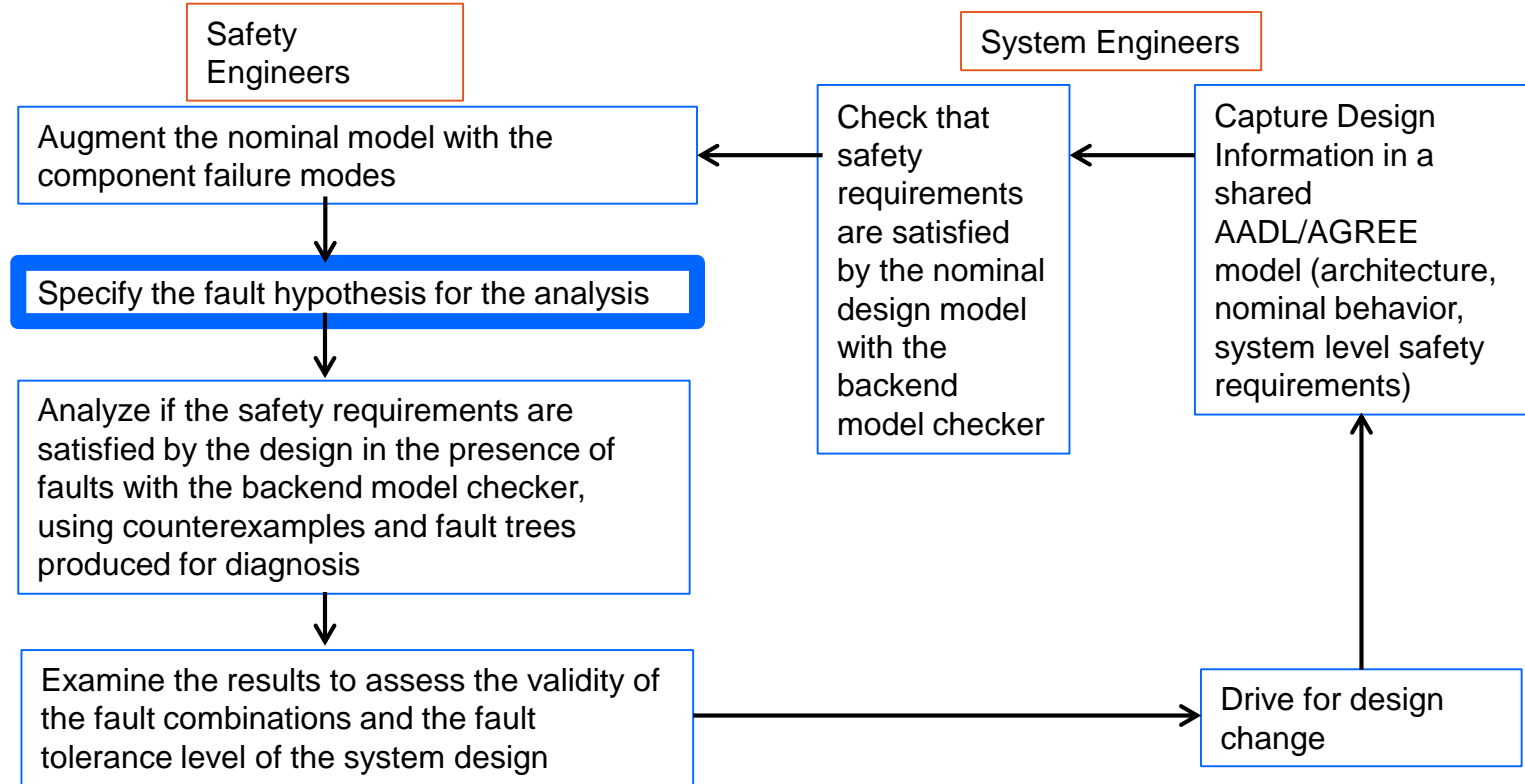 Safety
Engineers
System Engineers
Augment the nominal model with the
component failure modes
Check that
safety
requirements
are satisfied
by the nominal
design model
with the
backend
model checker
Capture Design
Information in a
shared
AADL/AGREE
model (architecture,
nominal behavior,
system level safety
requirements)
Specify the fault hypothesis for the analysis
Analyze if the safety requirements are
satisfied by the design in the presence of
faults with the backend model checker,
using counterexamples and fault trees
produced for diagnosis
Examine the results to assess the validity of
the fault combinations and the fault
tolerance level of the system design
Drive for design
change